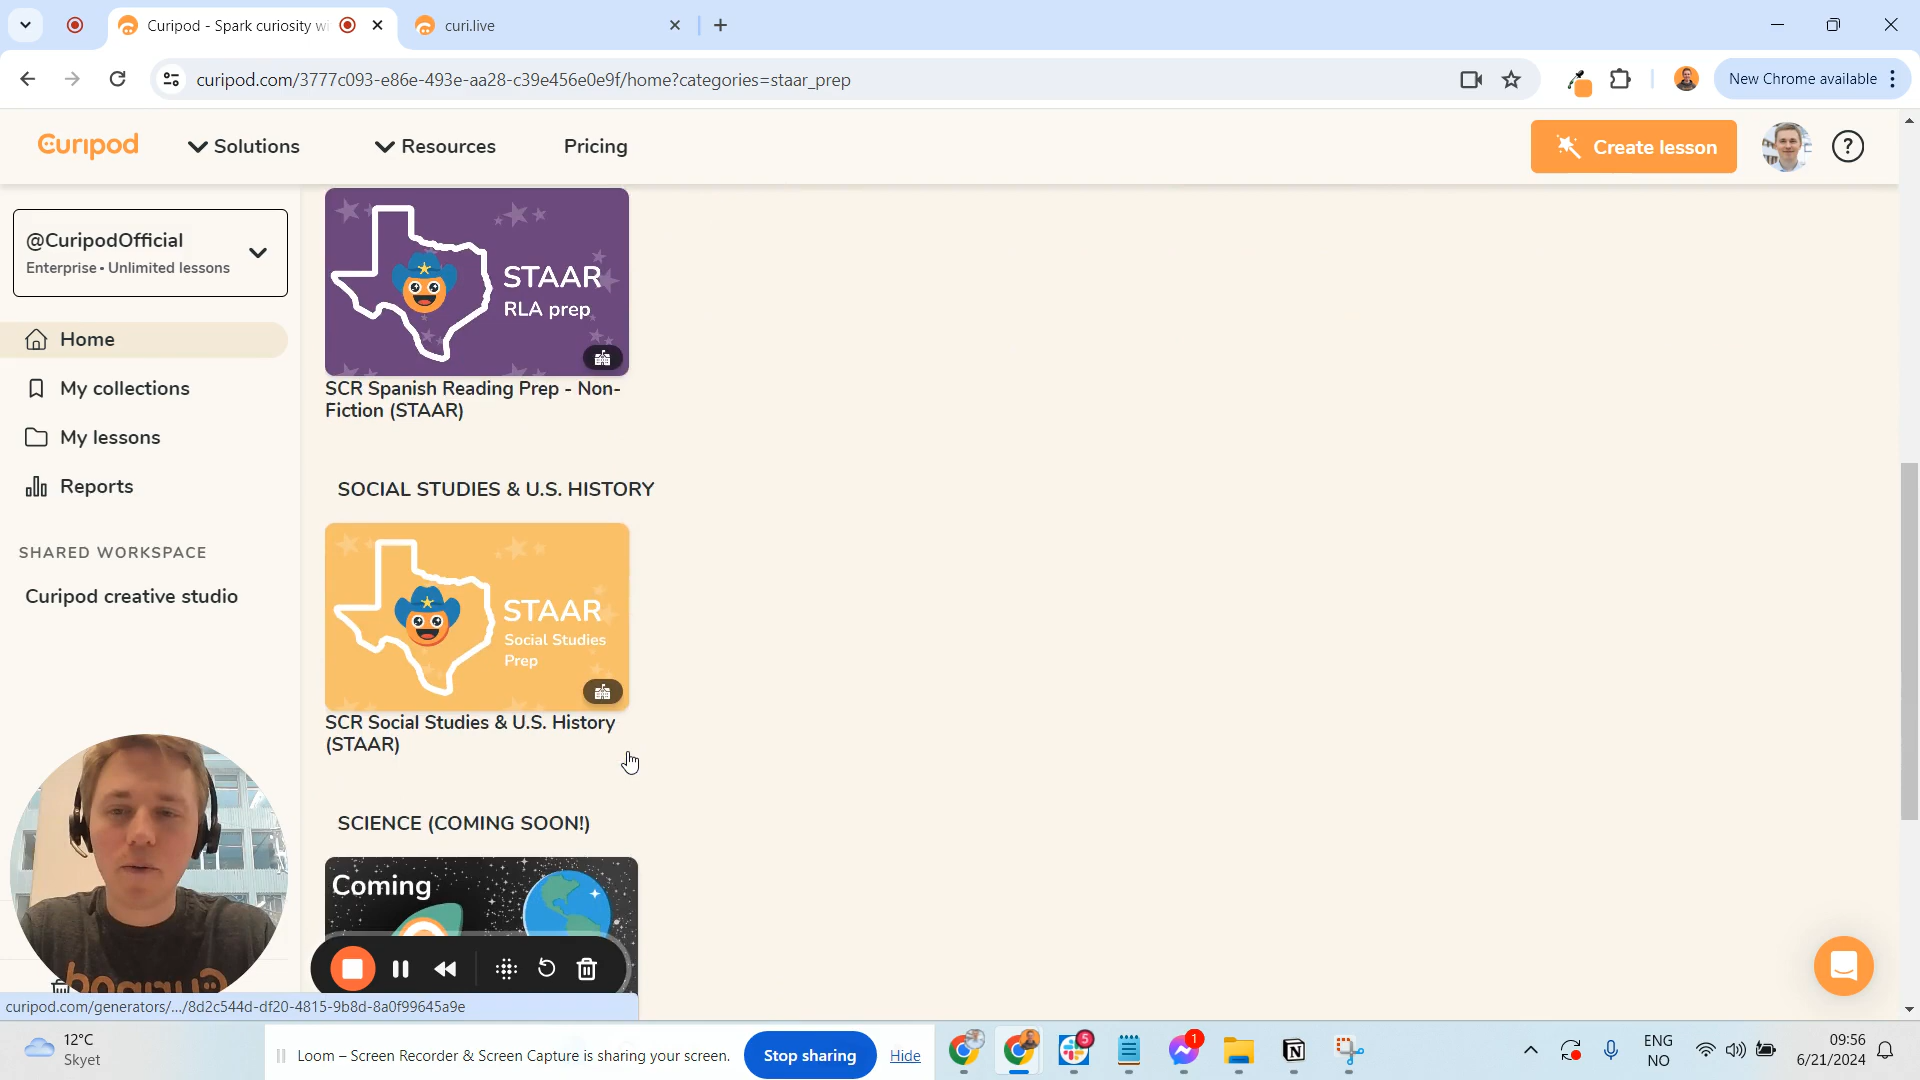 Curipod - Spark curiosity wi
curi.live
curipod.com/3777c093-e86e-493e-aa28-c39e456e0e9f/home?categories=staar_prep
New Chrome available
Curipod
Solutions
Resources
Pricing
Create lesson
?
@CuripodOfficial
Enterprise • Unlimited lessons
Home
My collections
My lessons
Reports
SHARED WORKSPACE
Curipod creative studio
STAAR
RLA prep
SCR Spanish Reading Prep - Non-
Fiction (STAAR)
SOCIAL STUDIES & U.S. HISTORY
STAAR
Social Studies
Prep
SCR Social Studies & U.S. History
(STAAR)
SCIENCE (COMING SOON!)
Coming
Curipod
curipod.com/generators/.../8d2c544d-df20-4815-9b8d-8a0f99645a9e
12°C
Skyet
Loom – Screen Recorder & Screen Capture is sharing your screen.
Stop sharing
Hide
5
1
ENG
NO
09:56
6/21/2024